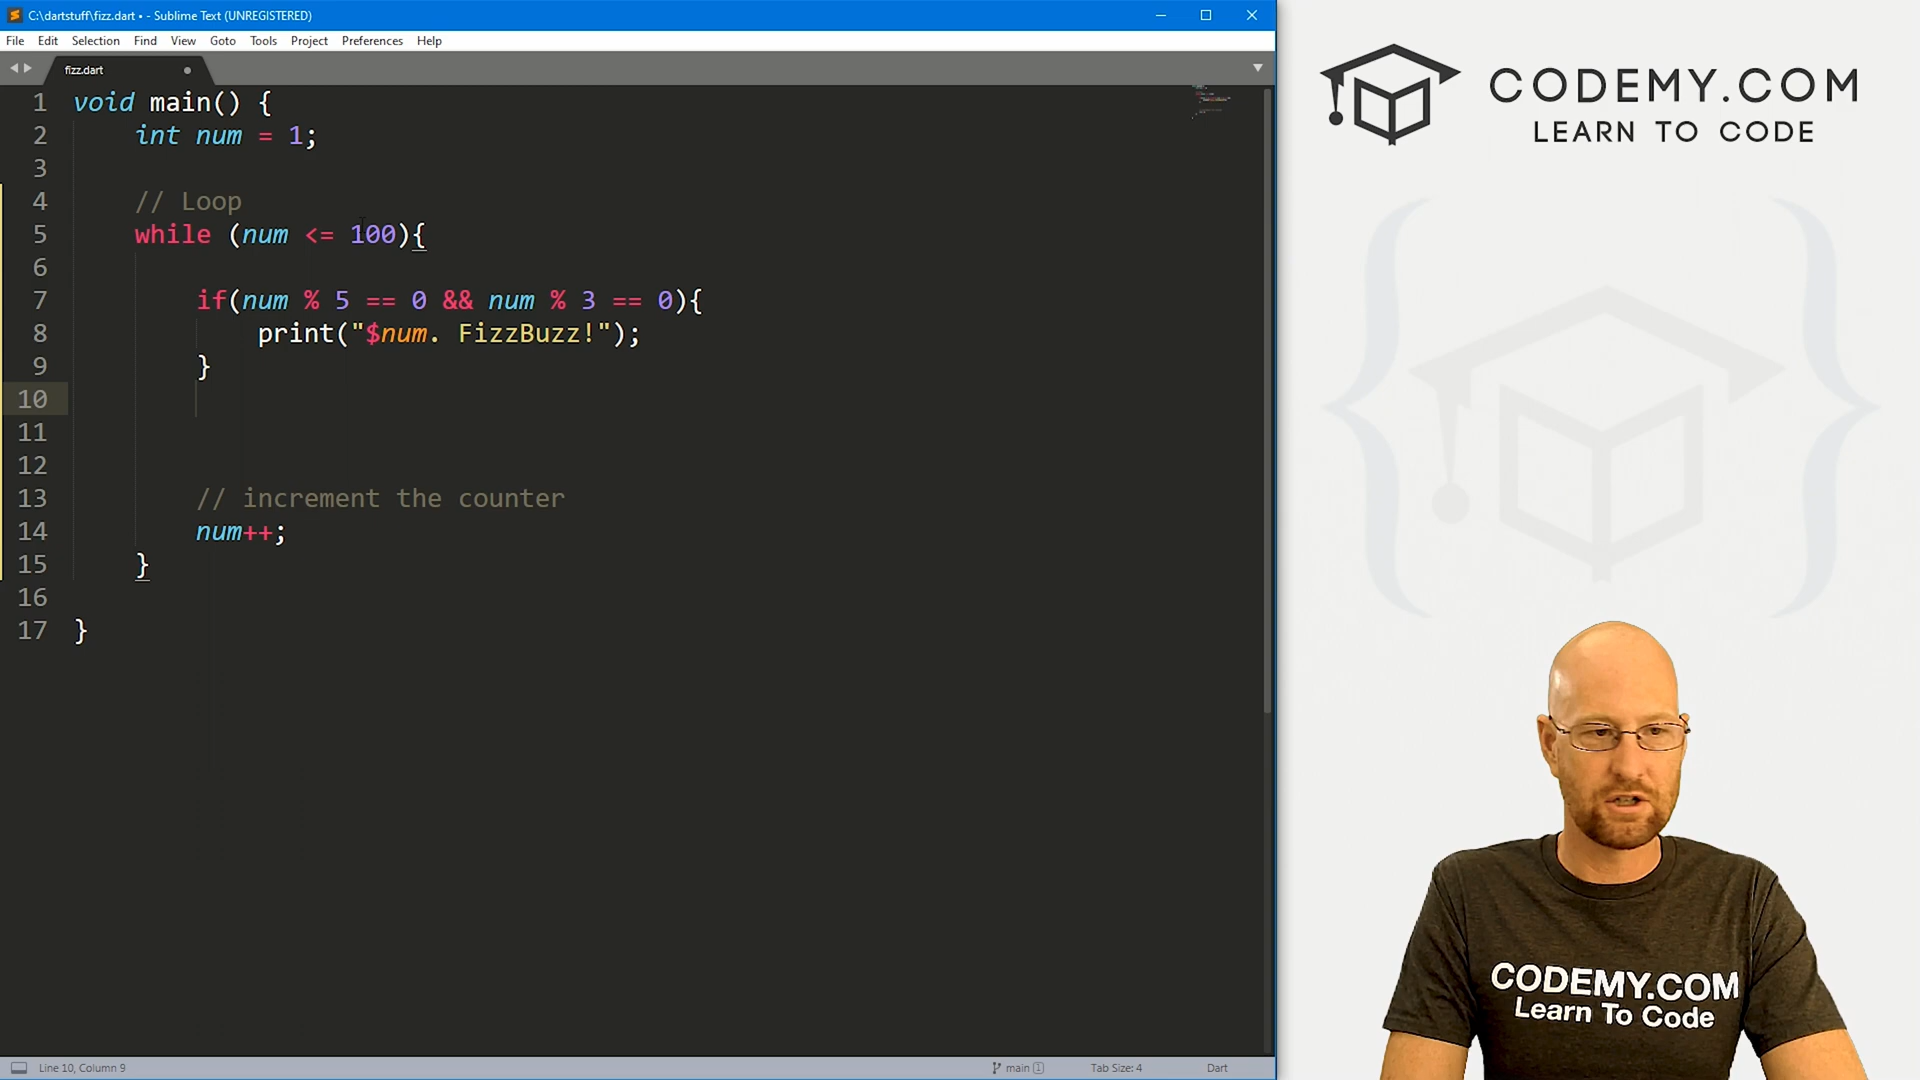 C:\dartstuff\fizz.dart • - Sublime Text (UNREGISTERED)
File Edit Selection Find View Goto Tools Project Preferences Help
fizz.dart
1 void main() {
2 int num = 1;
3
4 // Loop
5 while (num <= 100){
6
7 if(num % 5 == 0 && num % 3 == 0){
8 print("$num. FizzBuzz!");
9 }
10
11
12
13 // increment the counter
14 num++;
15 }
16
17 }
Line 10, Column 9
main 1
Tab Size: 4
Dart
CODEMY.COM
LEARN TO CODE
CODEMY.COM
Learn To Code